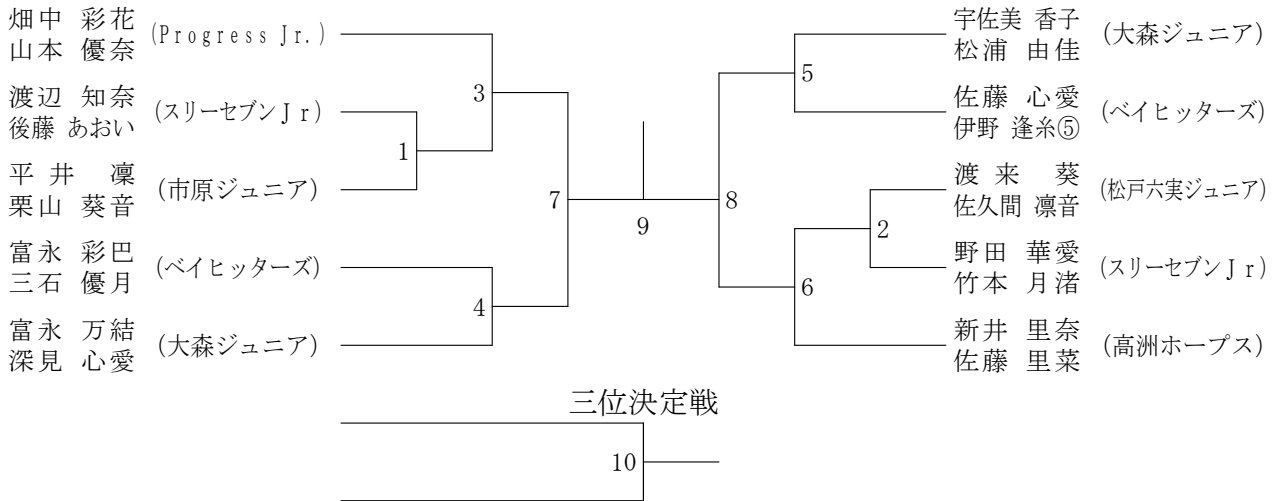 畑中 彩花
山本 優奈
(Progress Jr.)
渡辺 知奈
後藤 あおい
(スリーセブンＪｒ)
平井 凜
栗山 葵音
(市原ジュニア)
富永 彩巴
三石 優月
(ベイヒッターズ)
富永 万結
深見 心愛
(大森ジュニア)
3
1
7
4
9
8
5
2
6
宇佐美 香子
松浦 由佳
(大森ジュニア)
佐藤 心愛
伊野 逢糸⑤
(ベイヒッターズ)
渡来 葵
佐久間 凛音
(松戸六実ジュニア)
野田 華愛
竹本 月渚
(スリーセブンＪｒ)
新井 里奈
佐藤 里菜
(高洲ホープス)
三位決定戦
10